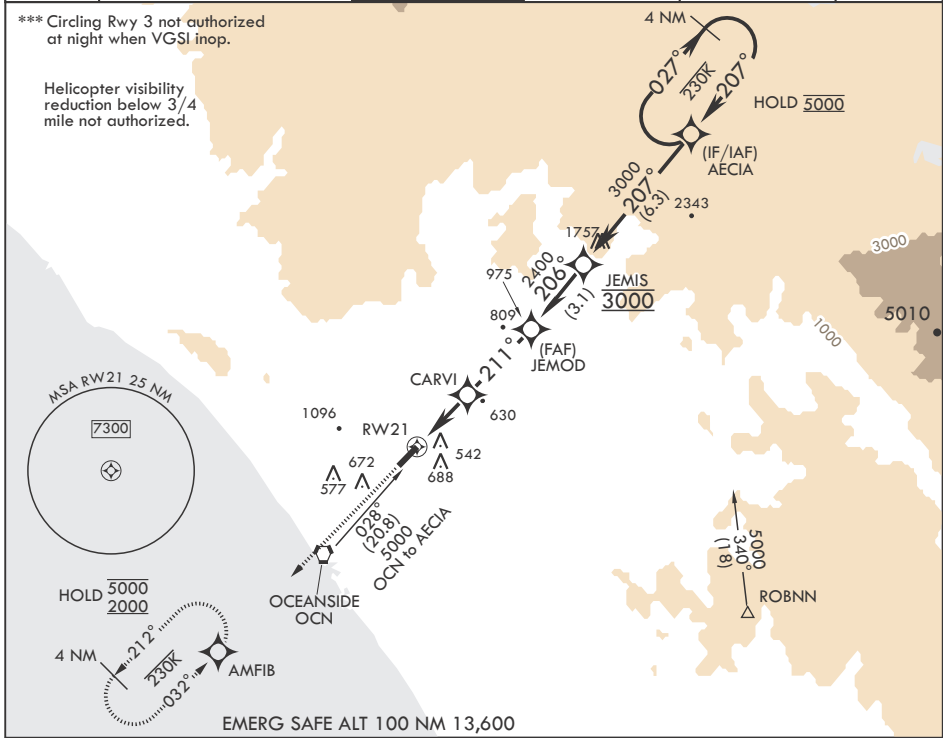 *** Circling Rwy 3 not authorized
at night when VGSI inop.
Helicopter visibility
reduction below 3/4
mile not authorized.
4 NM
027°
230K
207°
HOLD 5000
(IF/IAF)
AECIA
3000
207°
(6.3)
2343
1757
3000
5010
1000
JEMIS
3000
2400
206°
(3.1)
975
809
(FAF)
JEMOD
211°
CARVI
630
MSA RW21 25 NM
7300
1096
RW21
542
688
672
577
028°
(20.8)
5000
OCN to AECIA
OCEANSIDE
OCN
5000
340°
(18)
ROBNN
HOLD 5000
2000
4 NM
212°
230K
032°
AMFIB
EMERG SAFE ALT 100 NM 13,600